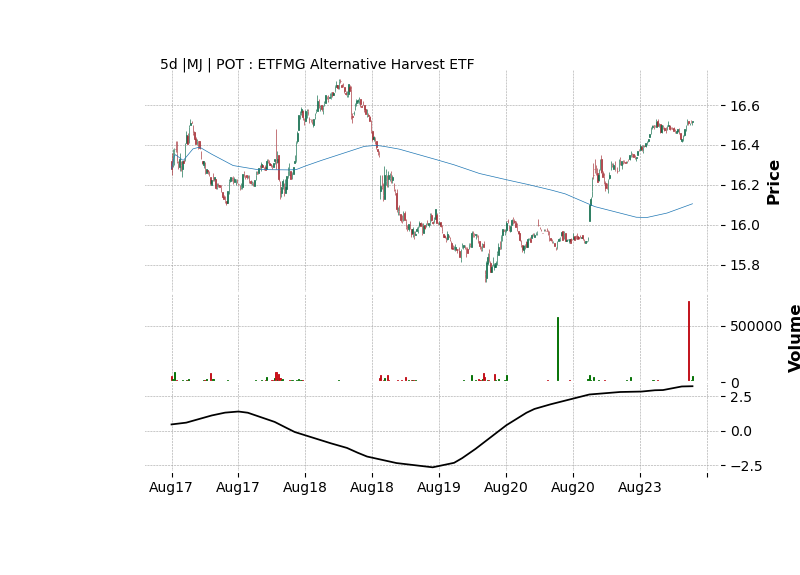 5d |MJ | POT : ETFMG Alternative Harvest ETF
16.6
16.4
16.2
16.0
15.8
Price
500000
0
Volume
2.5
0.0
−2.5
Aug17 Aug17 Aug18 Aug18 Aug19 Aug20 Aug20 Aug23